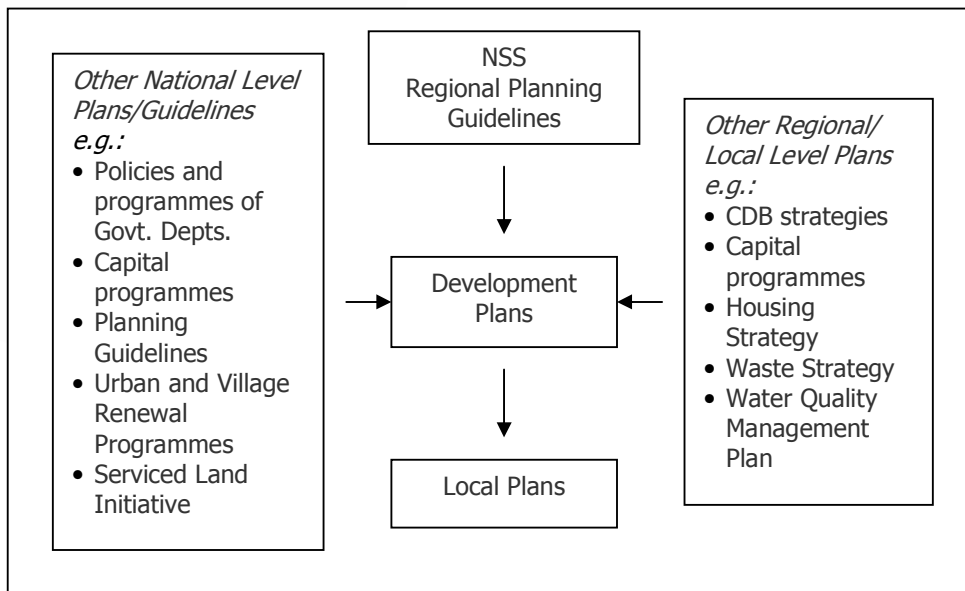 Other National Level
Plans/Guidelines
e.g.:
• Policies and
programmes of
Govt. Depts.
• Capital
programmes
• Planning
Guidelines
• Urban and Village
Renewal
Programmes
• Serviced Land
Initiative
NSS
Regional Planning
Guidelines
Development
Plans
Local Plans
Other Regional/
Local Level Plans
e.g.:
• CDB strategies
• Capital
programmes
• Housing
Strategy
• Waste Strategy
• Water Quality
Management
Plan